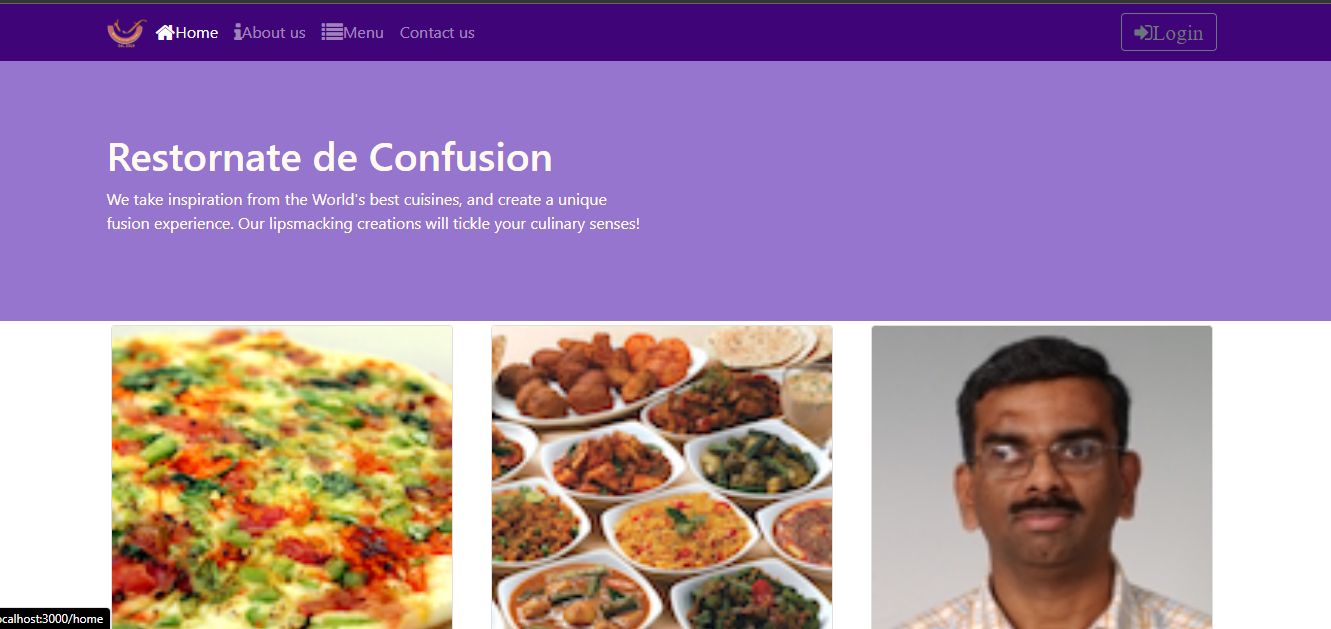 Home About us Menu Contact us Login
Restornate de Confusion
We take inspiration from the World's best cuisines, and create a unique
fusion experience. Our lipsmacking creations will tickle your culinary senses!
ocalhost:3000/home